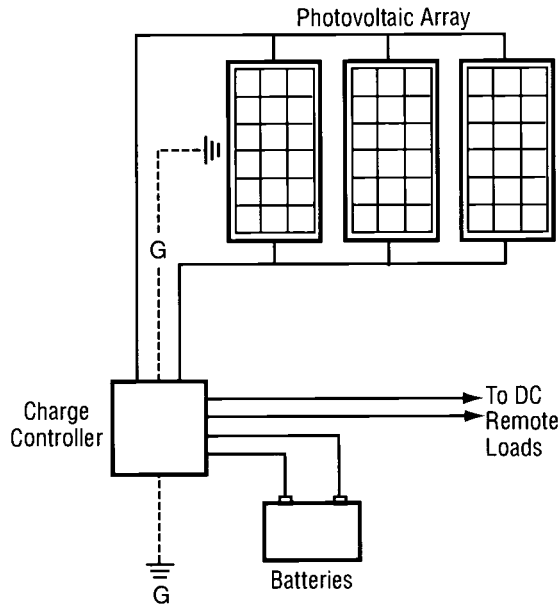 Photovoltaic Array
G
Charge
Controller
To DC
Remote
Loads
Batteries
G